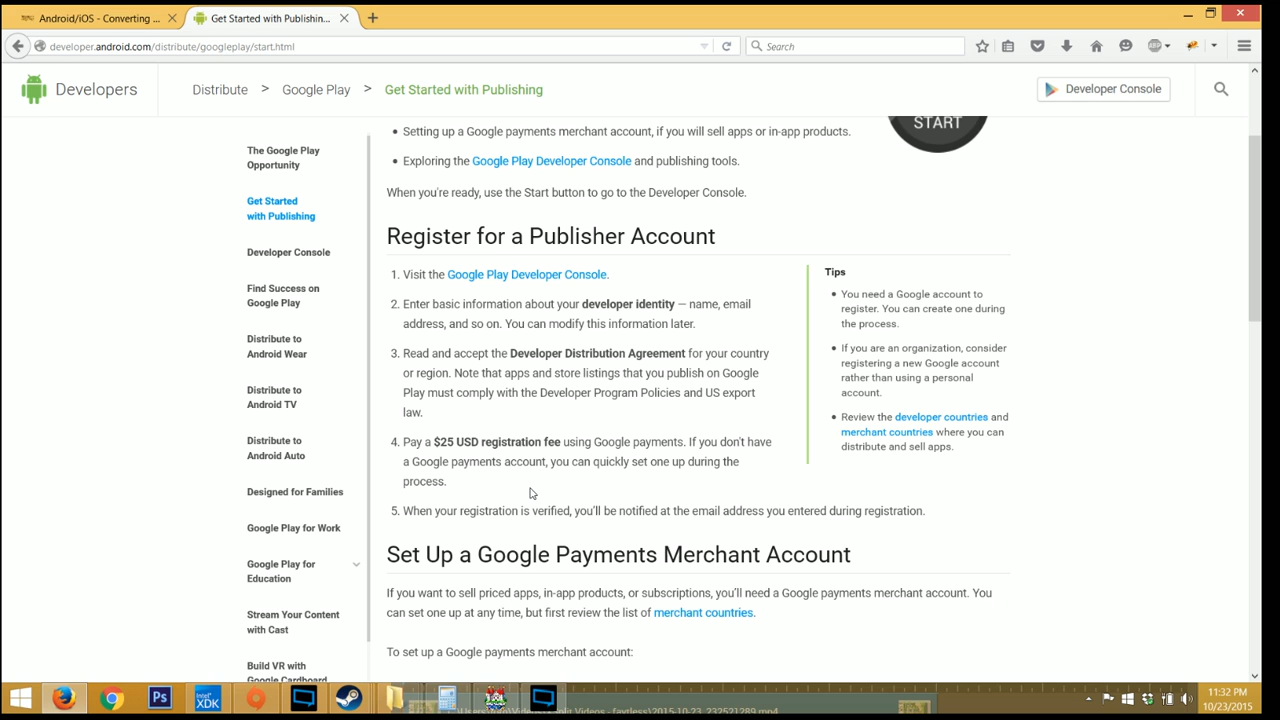 Android/iOS - Converting ...
Get Started with Publishin...
developer.android.com/distribute/googleplay/start.html
Search
ABP
Developers
Distribute > Google Play > Get Started with Publishing
Developer Console
START
The Google Play
Opportunity
Get Started
with Publishing
Developer Console
Find Success on
Google Play
Distribute to
Android Wear
Distribute to
Android TV
Distribute to
Android Auto
Designed for Families
Google Play for Work
Google Play for
Education
Stream Your Content
with Cast
Build VR with
Google Cardboard
• Setting up a Google payments merchant account, if you will sell apps or in-app products.
• Exploring the Google Play Developer Console and publishing tools.
When you're ready, use the Start button to go to the Developer Console.
Register for a Publisher Account
1. Visit the Google Play Developer Console.
2. Enter basic information about your developer identity — name, email
address, and so on. You can modify this information later.
3. Read and accept the Developer Distribution Agreement for your country
or region. Note that apps and store listings that you publish on Google
Play must comply with the Developer Program Policies and US export
law.
4. Pay a $25 USD registration fee using Google payments. If you don't have
a Google payments account, you can quickly set one up during the
process.
5. When your registration is verified, you'll be notified at the email address you entered during registration.
Tips
• You need a Google account to
register. You can create one during
the process.
• If you are an organization, consider
registering a new Google account
rather than using a personal
account.
• Review the developer countries and
merchant countries where you can
distribute and sell apps.
Set Up a Google Payments Merchant Account
If you want to sell priced apps, in-app products, or subscriptions, you'll need a Google payments merchant account. You
can set one up at any time, but first review the list of merchant countries.
To set up a Google payments merchant account:
Ps
intel
XDK
11:32 PM
10/23/2015